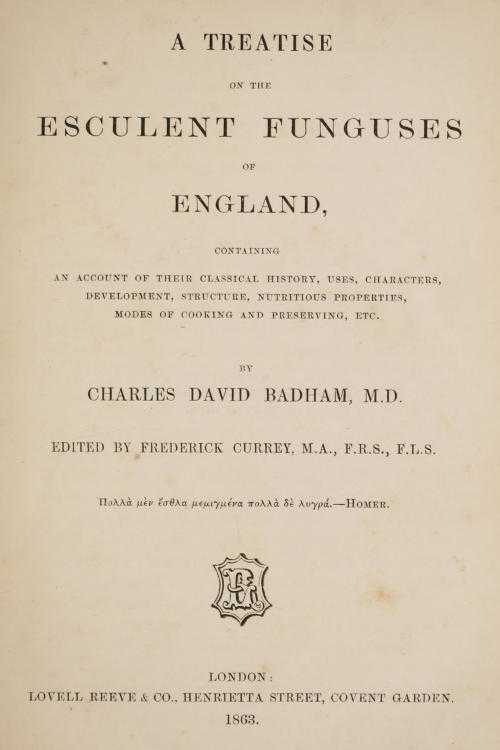 A TREATISE
ON THE
ESCULENT FUNGUSES
OF
ENGLAND,
CONTAINING
AN ACCOUNT OF THEIR CLASSICAL HISTORY, USES, CHARACTERS,
DEVELOPMENT, STRUCTURE, NUTRITIOUS PROPERTIES,
MODES OF COOKING AND PRESERVING, ETC.
BY
CHARLES DAVID BADHAM, M.D.
EDITED BY FREDERICK CURREY, M.A., F.R.S., F.L.S.
Πολλὰ μὲν ἔσθλα μεμιγμένα πολλὰ δὲ λυγρά.—HOMER.
LONDON:
LOVELL REEVE & CO., HENRIETTA STREET, COVENT GARDEN.
1863.